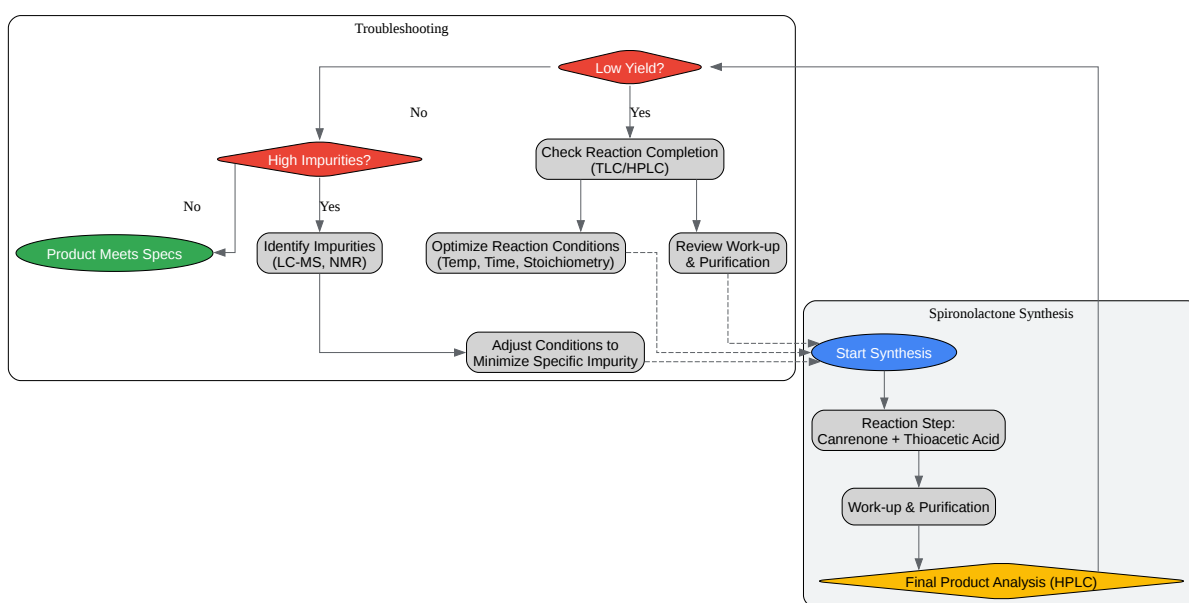 Troubleshooting
Low Yield?
No
Yes
High Impurities?
Check Reaction Completion
(TLC/HPLC)
No
Yes
Product Meets Specs
Identify Impurities
(LC-MS, NMR)
Optimize Reaction Conditions
(Temp, Time, Stoichiometry)
Review Work-up
& Purification
Adjust Conditions to
Minimize Specific Impurity
Spironolactone Synthesis
Start Synthesis
Reaction Step:
Canrenone + Thioacetic Acid
Work-up & Purification
Final Product Analysis (HPLC)